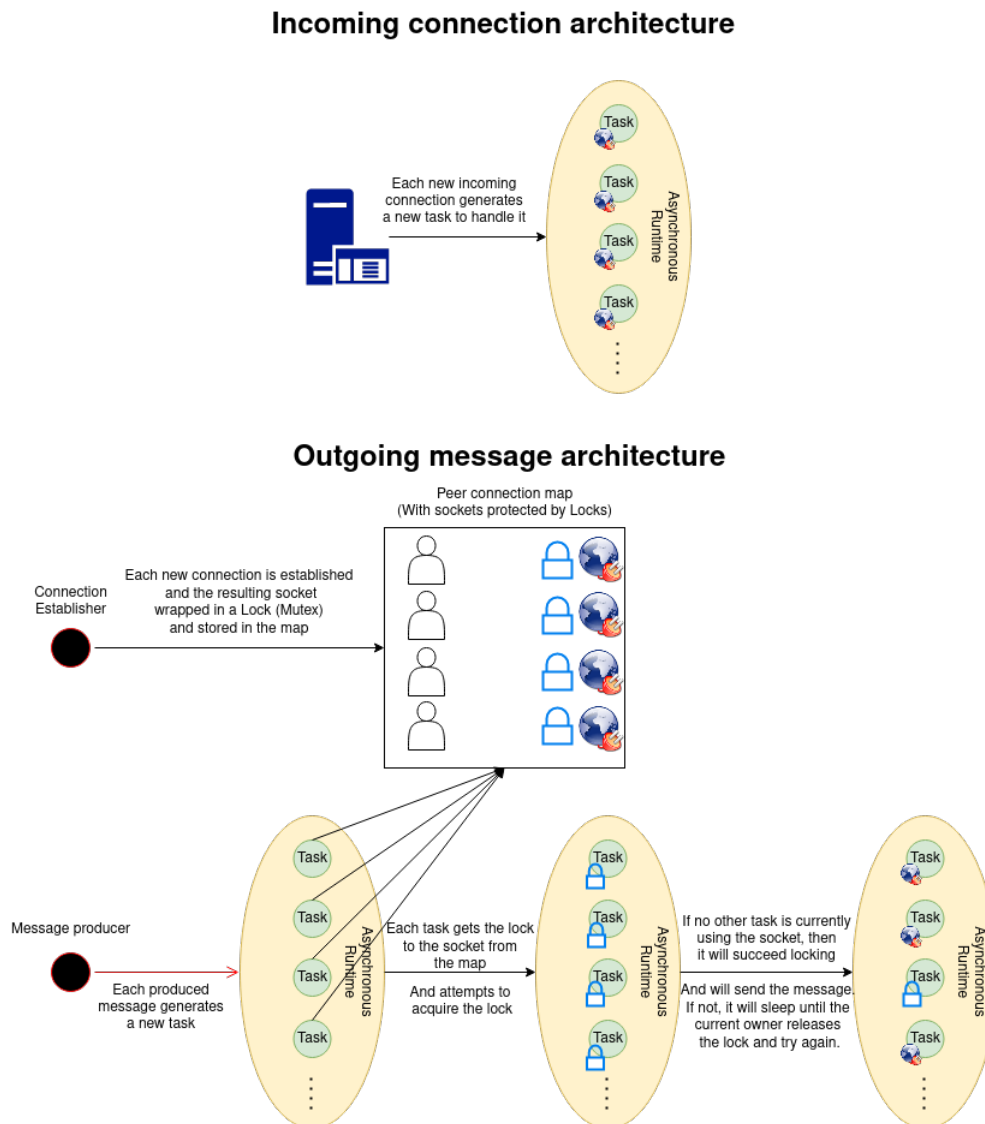 Incoming connection architecture
Each new incoming
connection generates
a new task to handle it
Task
Task
Task
Task
Asynchronous
Runtime
Outgoing message architecture
Peer connection map
(With sockets protected by Locks)
Connection
Establisher
Each new connection is established
and the resulting socket
wrapped in a Lock (Mutex)
and stored in the map
Message producer
Each produced
message generates
a new task
Task
Task
Task
Task
Asynchronous
Runtime
Each task gets the lock
to the socket from
the map
And attempts to
acquire the lock
Task
Task
Task
Task
Asynchronous
Runtime
If no other task is currently
using the socket, then
it will succeed locking
And will send the message.
If not, it will sleep until the
current owner releases
the lock and try again.
Task
Task
Task
Task
Asynchronous
Runtime